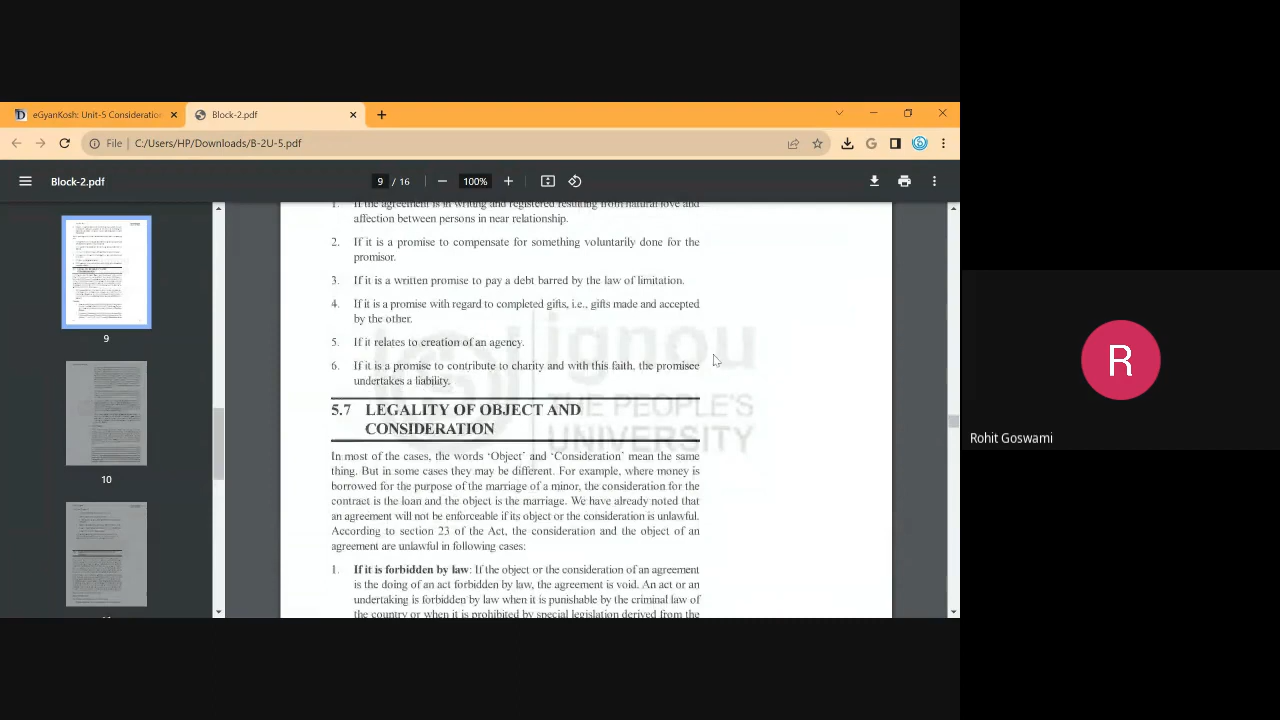 eGyanKosh: Unit-5 Consideration
Block-2.pdf
File
C:/Users/HP/Downloads/B-2U-5.pdf
Block-2.pdf
9 / 16
100%
1. If the agreement is in writing and registered resulting from natural love and
affection between persons in near relationship.
2. If it is a promise to compensate for something voluntarily done for the
promisor.
3. If it is a written promise to pay a debt barred by the law of limitation.
4. If it is a promise with regard to completed gifts, i.e., gifts made and accepted
by the other.
5. If it relates to creation of an agency.
6. If it is a promise to contribute to charity and with this faith, the promisee
undertakes a liability.
ignou
THE PEOPLE'S
UNIVERSITY
5.7 LEGALITY OF OBJECT AND
CONSIDERATION
In most of the cases, the words ‘Object’ and ‘Consideration’ mean the same
thing. But in some cases they may be different. For example, where money is
borrowed for the purpose of the marriage of a minor, the consideration for the
contract is the loan and the object is the marriage. We have already noted that
an agreement will not be enforceable if its object or the consideration is unlawful.
According to section 23 of the Act, the consideration and the object of an
agreement are unlawful in following cases:
1. If it is forbidden by law: If the object or the consideration of an agreement
is the doing of an act forbidden by law, the agreement is void. An act or an
undertaking is forbidden by law when it is punishable by the criminal law of
the country or when it is prohibited by special legislation derived from the
9
10
R
Rohit Goswami